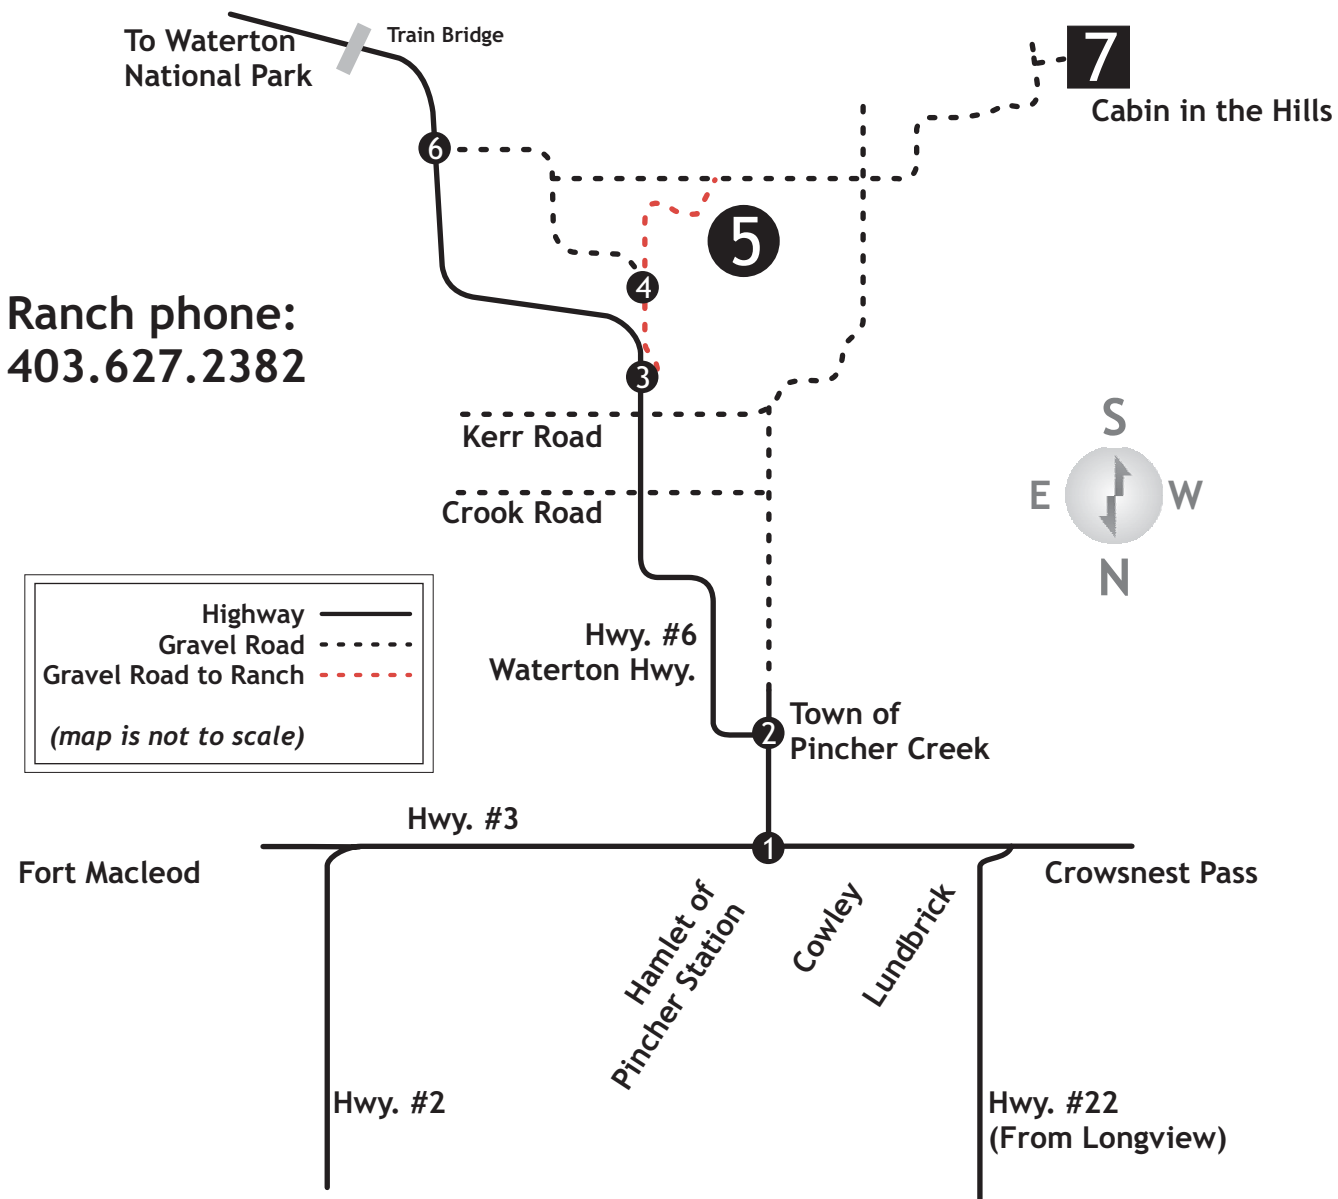 To Waterton
National Park
Train Bridge
7
Cabin in the Hills
6
5
4
Ranch phone:
403.627.2382
3
Kerr Road
Crook Road
S
E
W
N
Highway
Gravel Road
Gravel Road to Ranch
(map is not to scale)
Hwy. #6
Waterton Hwy.
2
Town of
Pincher Creek
Hwy. #3
1
Fort Macleod
Crowsnest Pass
Hamlet of
Pincher Station
Cowley
Lundbrick
Hwy. #2
Hwy. #22
(From Longview)